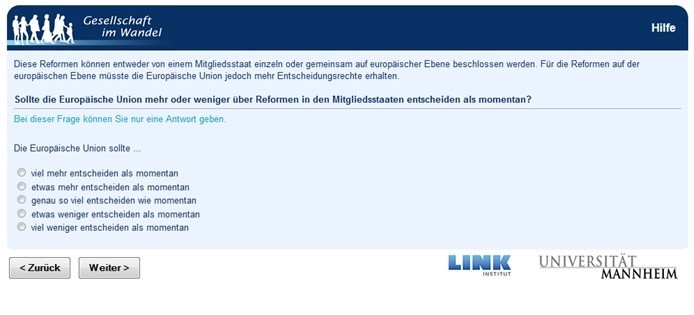 Gesellschaft
im Wandel
Hilfe
Diese Reformen können entweder von einem Mitgliedsstaat einzeln oder gemeinsam auf europäischer Ebene beschlossen werden. Für die Reformen auf der
europäischen Ebene müsste die Europäische Union jedoch mehr Entscheidungsrechte erhalten.
Sollte die Europäische Union mehr oder weniger über Reformen in den Mitgliedsstaaten entscheiden als momentan?
Bei dieser Frage können Sie nur eine Antwort geben.
Die Europäische Union sollte ...
viel mehr entscheiden als momentan
etwas mehr entscheiden als momentan
genau so viel entscheiden wie momentan
etwas weniger entscheiden als momentan
viel weniger entscheiden als momentan
< Zurück
Weiter >
LINK
INSTITUT
UNIVERSITÄT
MANNHEIM